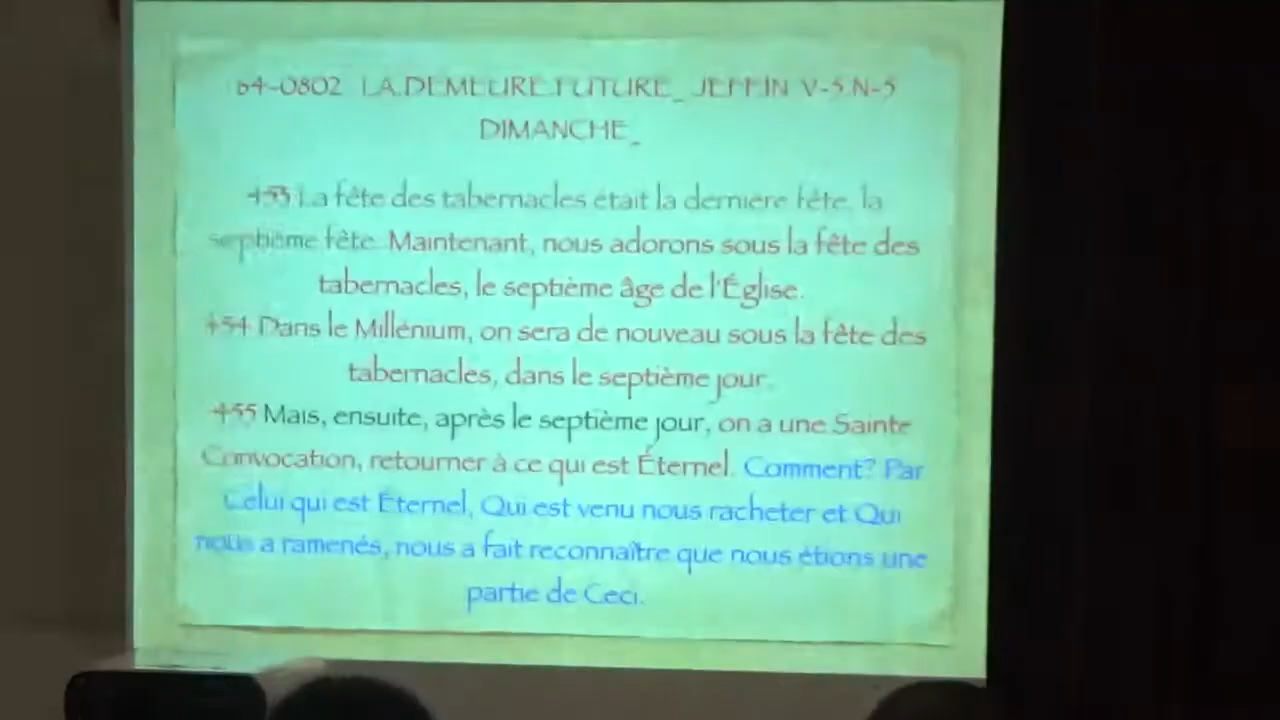 64-0802 LA DEMEURE FUTURE_ JEFF.IN V-5 N-5
DIMANCHE_
453 La fête des tabernacles était la dernière fête, la
septième fête. Maintenant, nous adorons sous la fête des
tabernacles, le septième âge de l'Église.
454 Dans le Millénium, on sera de nouveau sous la fête des
tabernacles, dans le septième jour.
455 Mais, ensuite, après le septième jour, on a une Sainte
Convocation, retourner à ce qui est Éternel. Comment? Par
Celui qui est Éternel, Qui est venu nous racheter et Qui
nous a ramenés, nous a fait reconnaître que nous étions une
partie de Ceci.